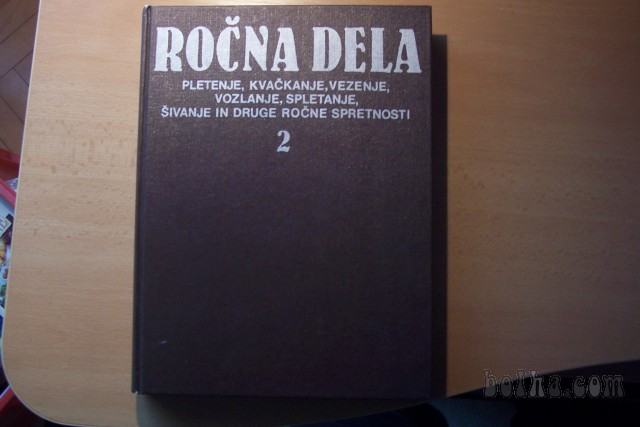 ROČNA DELA
PLETENJE, KVAČKANJE, VEZENJE,
VOZLANJE, SPLETANJE,
ŠIVANJE IN DRUGE ROČNE SPRETNOSTI
2
bolha.com